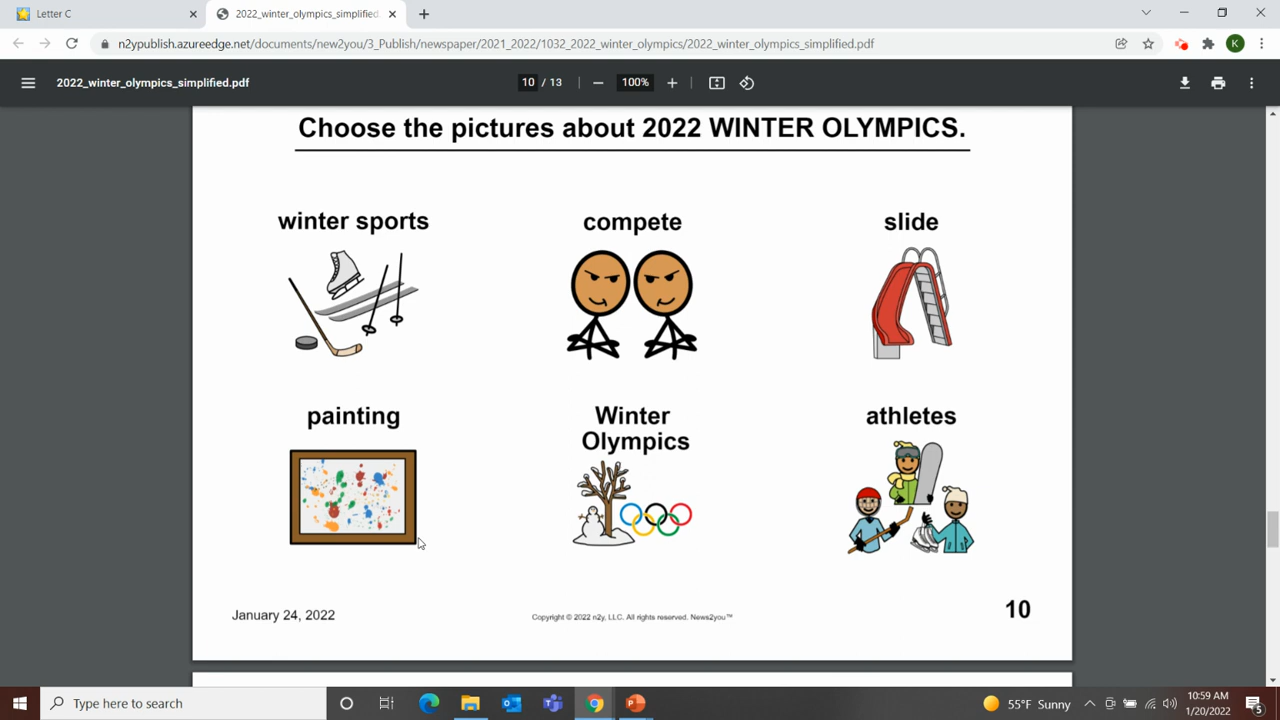 Letter C
2022_winter_olympics_simplified.
n2ypublish.azureedge.net/documents/new2you/3_Publish/newspaper/021_2022/1032_2022_winter_olympics/2022_winter_olympics_simplified.pdf
K
2022_winter_olympics_simplified.pdf
10 / 13
100%
Choose the pictures about 2022 WINTER OLYMPICS.
winter sports
compete
slide
painting
Winter
Olympics
athletes
January 24, 2022
Copyright © 2022 n2y, LLC. All rights reserved. News2you™
10
Type here to search
55°F Sunny
10:59 AM
1/20/2022
5